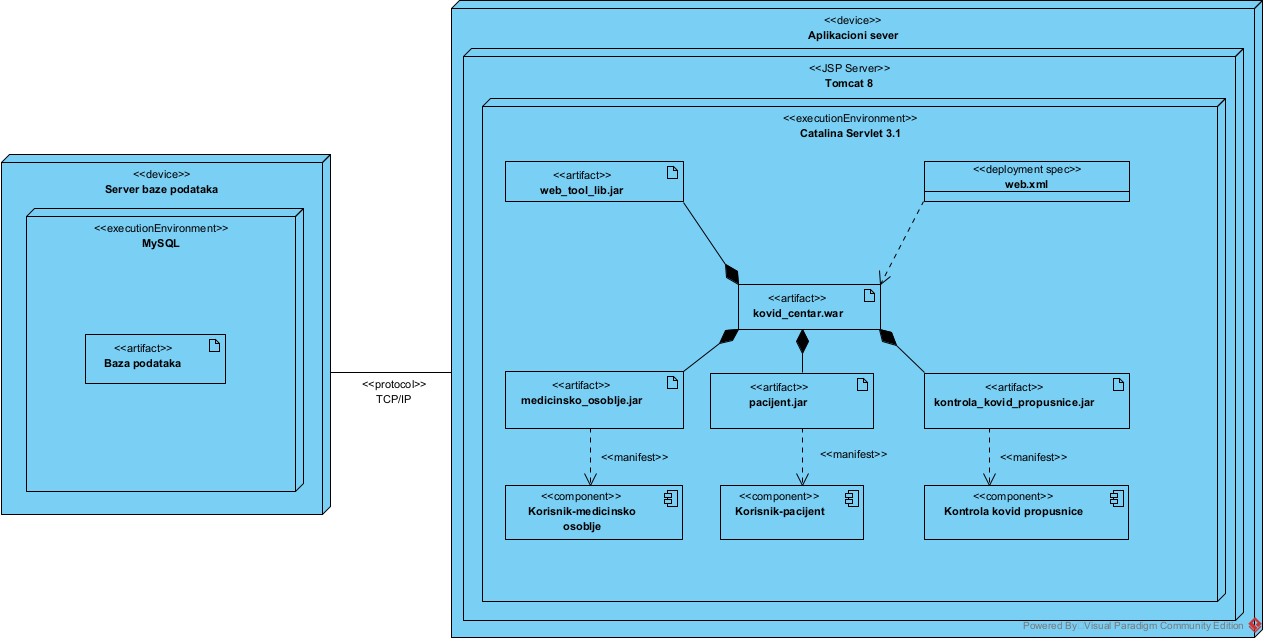 <<device>>
Server baze podataka
<<executionEnvironment>>
MySQL
<<artifact>>
Baza podataka
<<protocol>>
TCP/IP
<<device>>
Aplikacioni sever
<<JSP Server>>
Tomcat 8
<<executionEnvironment>>
Catalina Servlet 3.1
<<artifact>>
web_tool_lib.jar
<<deployment spec>>
web.xml
<<artifact>>
kovid_centar.war
<<artifact>>
medicinsko_osoblje.jar
<<artifact>>
pacijent.jar
<<artifact>>
kontrola_kovid_propusnice.jar
<<manifest>>
<<manifest>>
<<manifest>>
<<component>>
Korisnik-medicinsko
osoblje
<<component>>
Korisnik-pacijent
<<component>>
Kontrola kovid propusnice
Powered By Visual Paradigm Community Edition